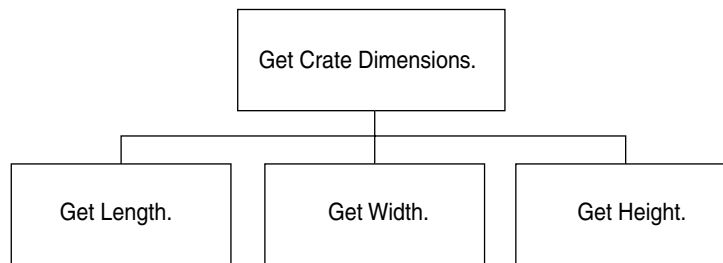 Get Crate Dimensions.
Get Length.
Get Width.
Get Height.